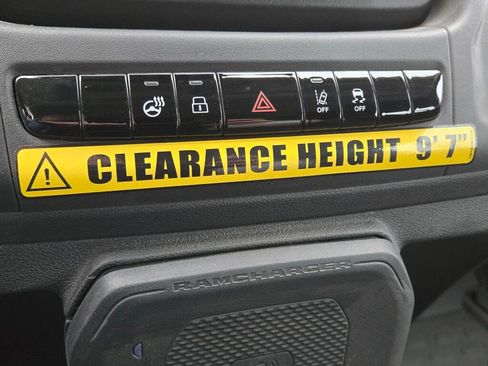 OFF OFF
CLEARANCE HEIGHT 9' 7"
RAMCHARGER